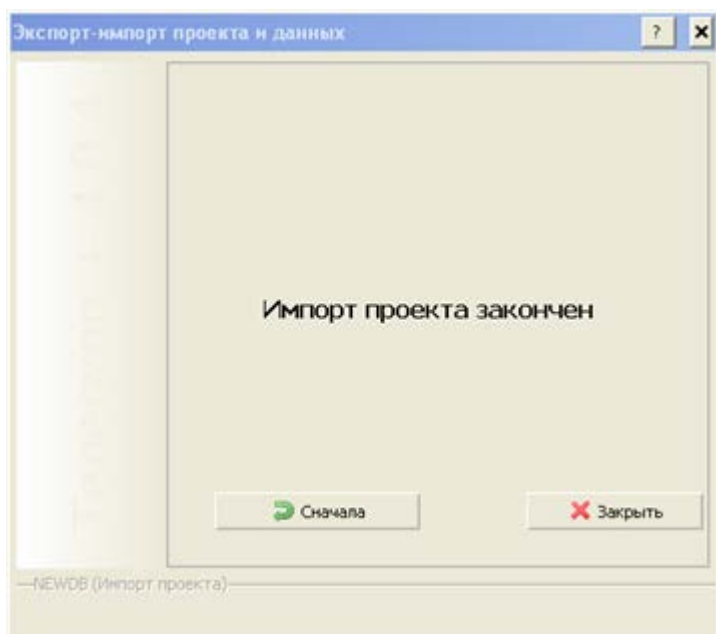 Экспорт-импорт проекта и данных
?
Импорт проекта закончен
Сначала
Закрыть
NEWDB (Импорт проекта)